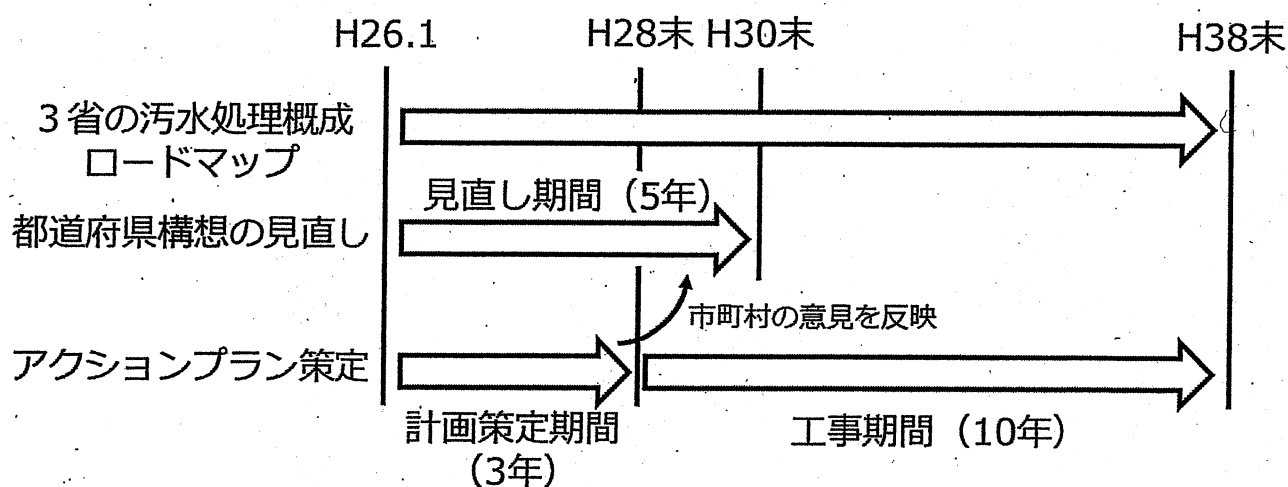 H26.1 H28末 H30末 H38末
3省の汚水処理概成
ロードマップ
見直し期間（5年）
都道府県構想の見直し
市町村の意見を反映
アクションプラン策定
計画策定期間
（3年）
工事期間（10年）